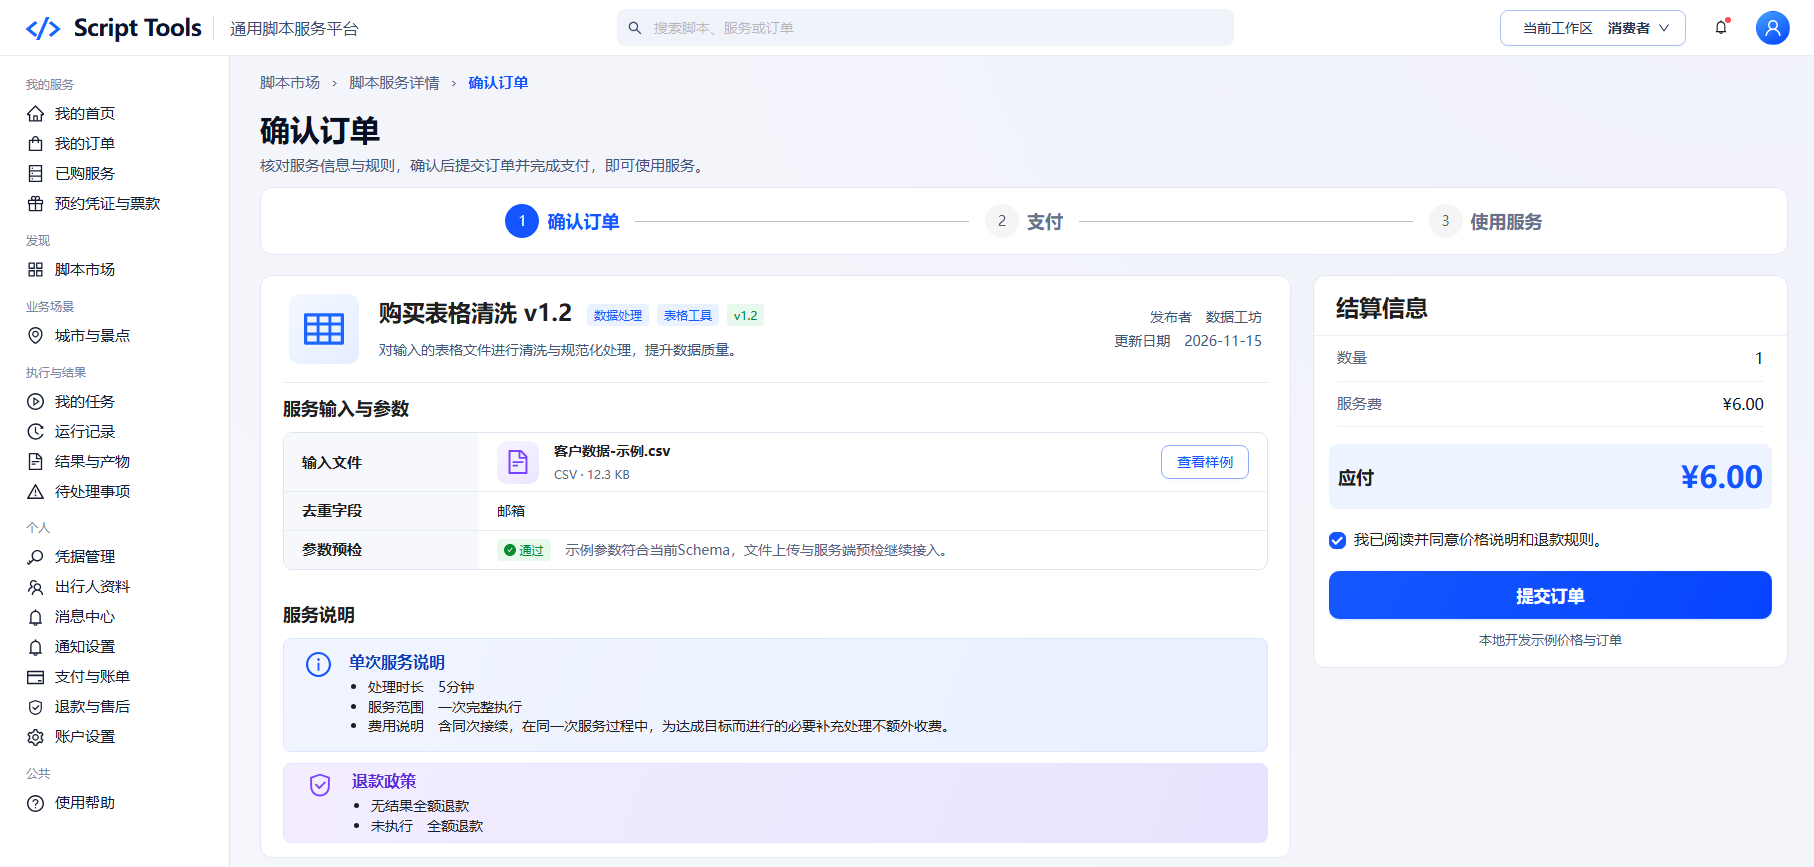 </> Script Tools 通用脚本服务平台
搜索脚本、服务或订单
当前工作区 消费者
我的服务
我的首页
我的订单
已购服务
预约凭证与票款
发现
脚本市场
业务场景
城市与景点
执行与结果
我的任务
运行记录
结果与产物
待处理事项
个人
凭据管理
出行人资料
消息中心
通知设置
支付与账单
退款与售后
账户设置
公共
使用帮助
脚本市场 › 脚本服务详情 › 确认订单
确认订单
核对服务信息与规则，确认后提交订单并完成支付，即可使用服务。
1 确认订单
2 支付
3 使用服务
购买表格清洗 v1.2 数据处理 表格工具 v1.2
对输入的表格文件进行清洗与规范化处理，提升数据质量。
发布者 数据工坊
更新日期 2026-11-15
服务输入与参数
输入文件
客户数据-示例.csv
CSV · 12.3 KB
查看样例
去重字段 邮箱
参数预检 通过 示例参数符合当前Schema，文件上传与服务端预检继续接入。
服务说明
单次服务说明
• 处理时长 5分钟
• 服务范围 一次完整执行
• 费用说明 含同次接续，在同一次服务过程中，为达成目标而进行的必要补充处理不额外收费。
退款政策
• 无结果全额退款
• 未执行 全额退款
结算信息
数量 1
服务费 ¥6.00
应付 ¥6.00
我已阅读并同意价格说明和退款规则。
提交订单
本地开发示例价格与订单